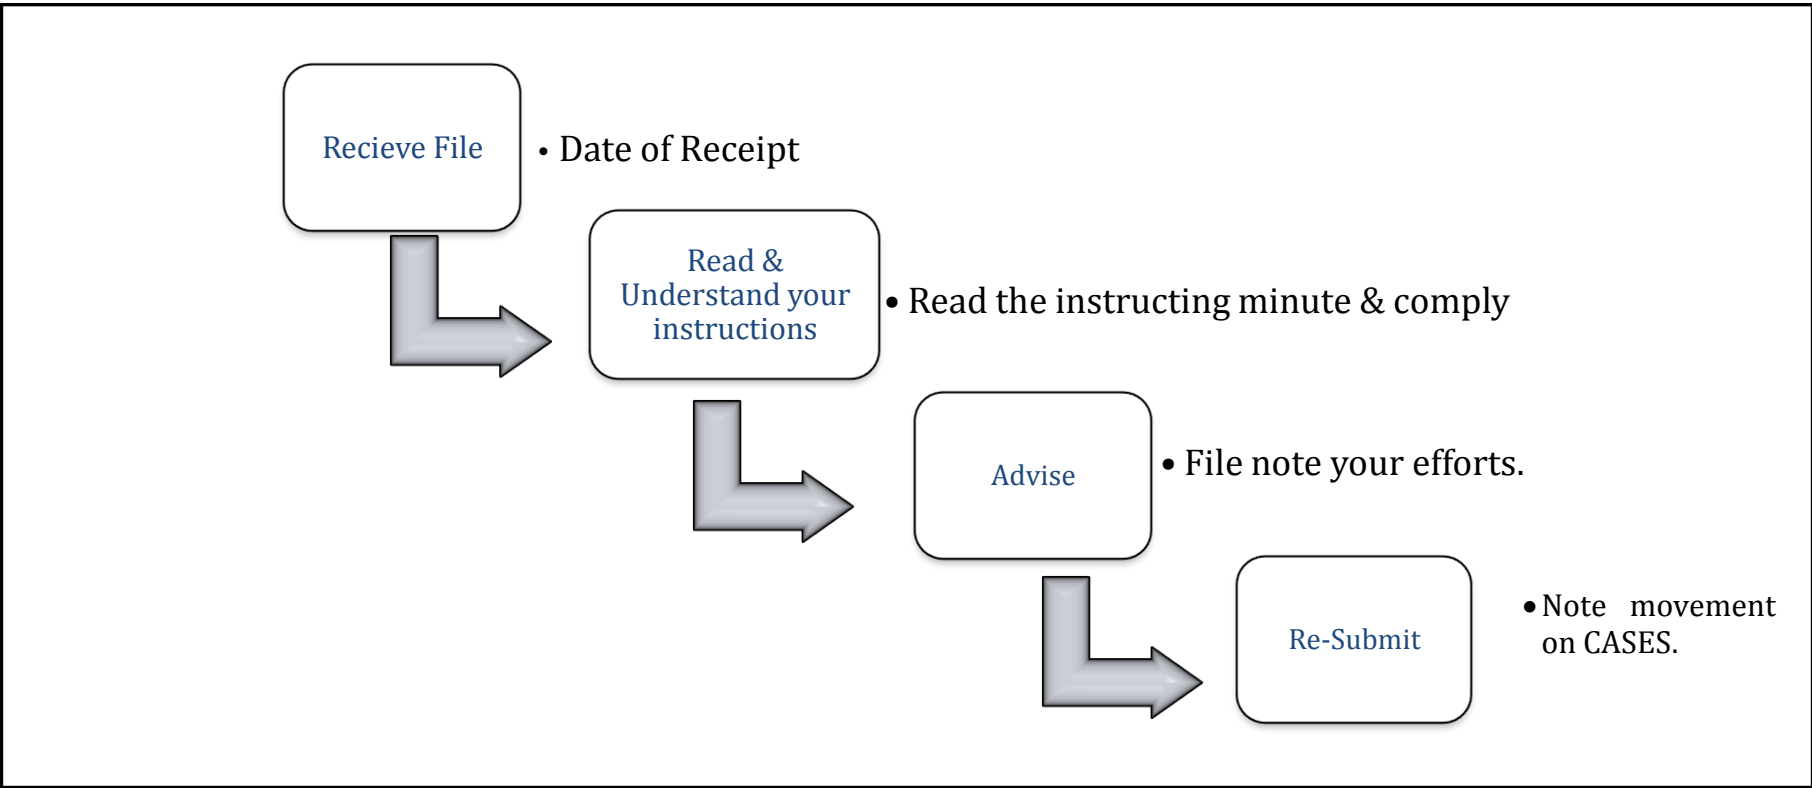 Recieve File
• Date of Receipt
Read &
Understand your
instructions
• Read the instructing minute & comply
Advise
• File note your efforts.
Re-Submit
• Note movement
on CASES.